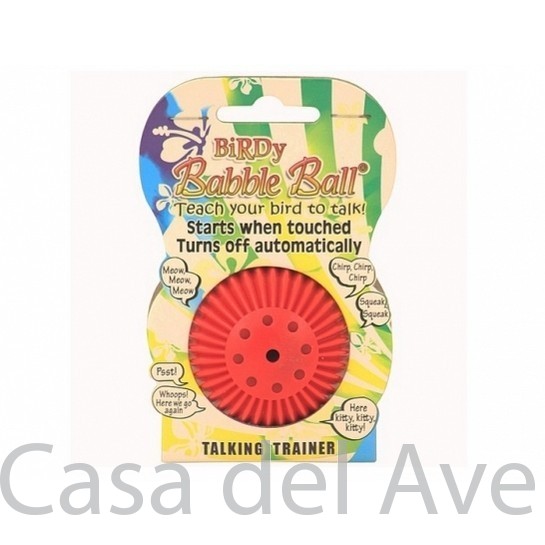 BiRDy
Babble Ball®
Teach your bird to talk!
Starts when touched
Turns off automatically
Meow,
Meow,
Meow
Chirp, Chirp,
Chirp
Squeak,
Squeak
Psst!
Whoops!
Here we go
again
Here
kitty, kitty,
kitty!
TALKING TRAINER
Casa del Ave